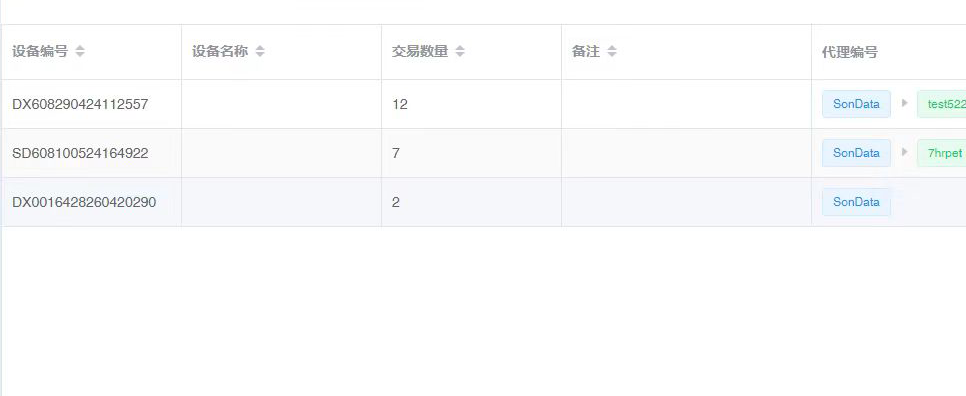 设备编号 设备名称 交易数量 备注 代理编号
DX608290424112557 12 SonData test522
SD608100524164922 7 SonData 7hrpet
DX0016428260420290 2 SonData